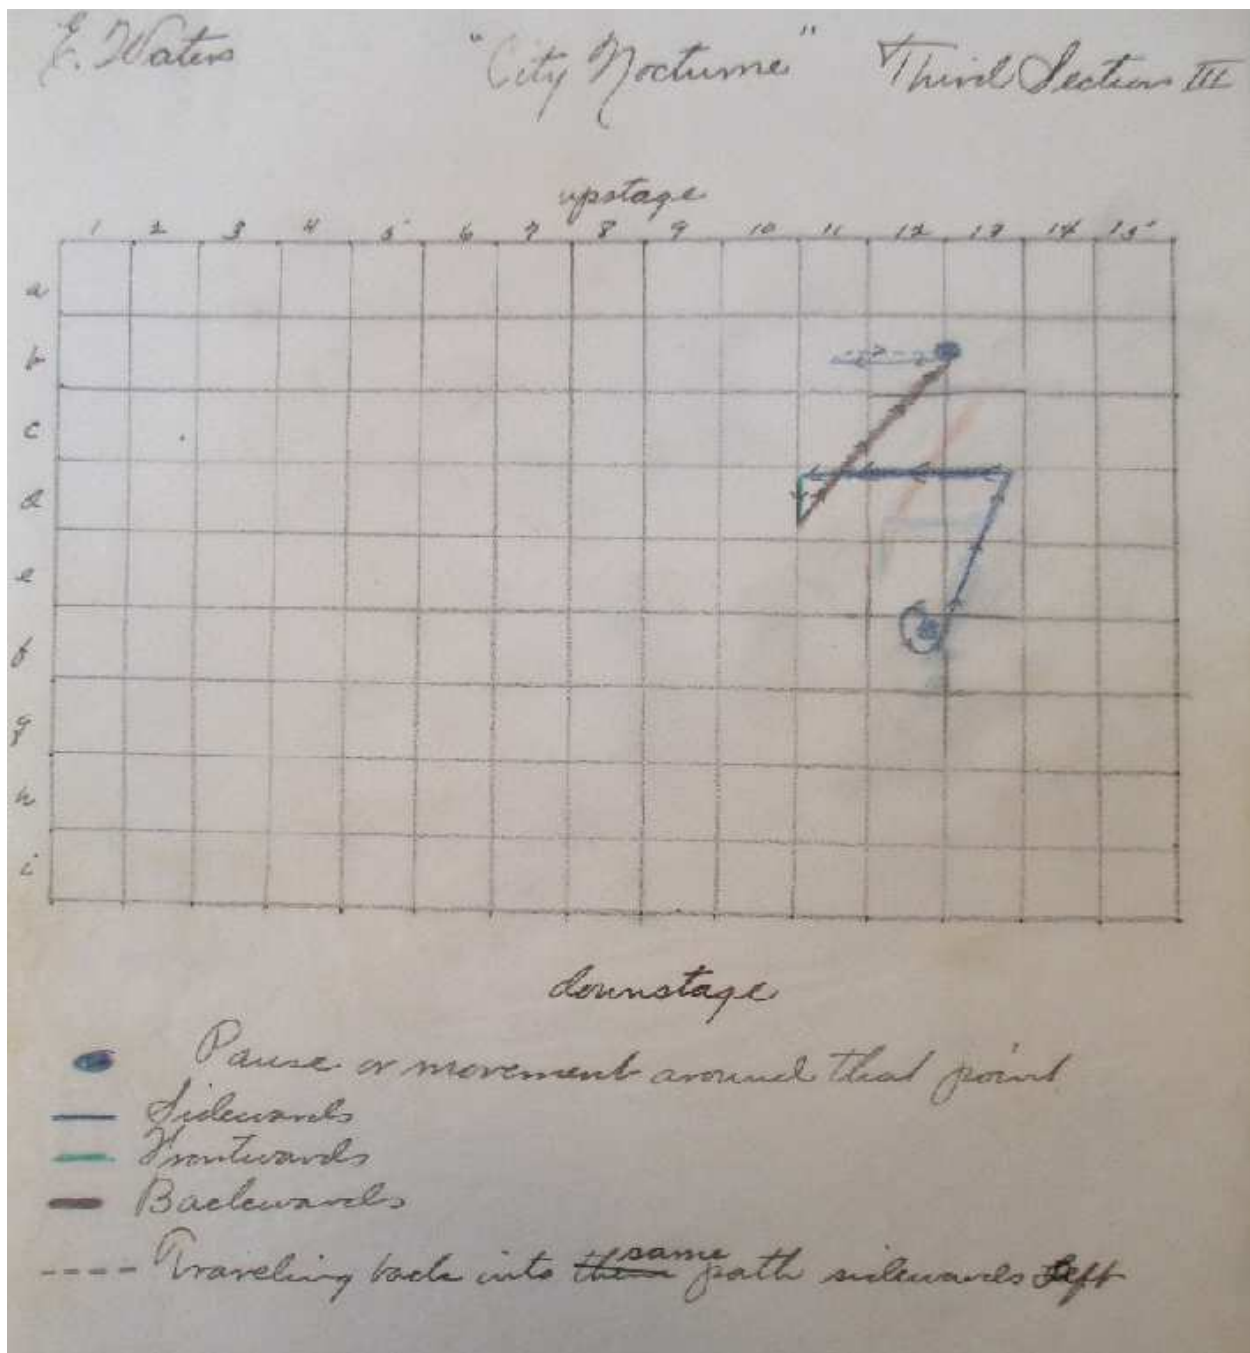 E. Waters "City Nocturne" Third Section III
upstage
1 2 3 4 5 6 7 8 9 10 11 12 13 14 15
a
b
c
d
e
f
g
h
i
downstage
Pause or movement around that point
Sidewards
Frontwards
Backwards
Traveling back into same path sidewards left